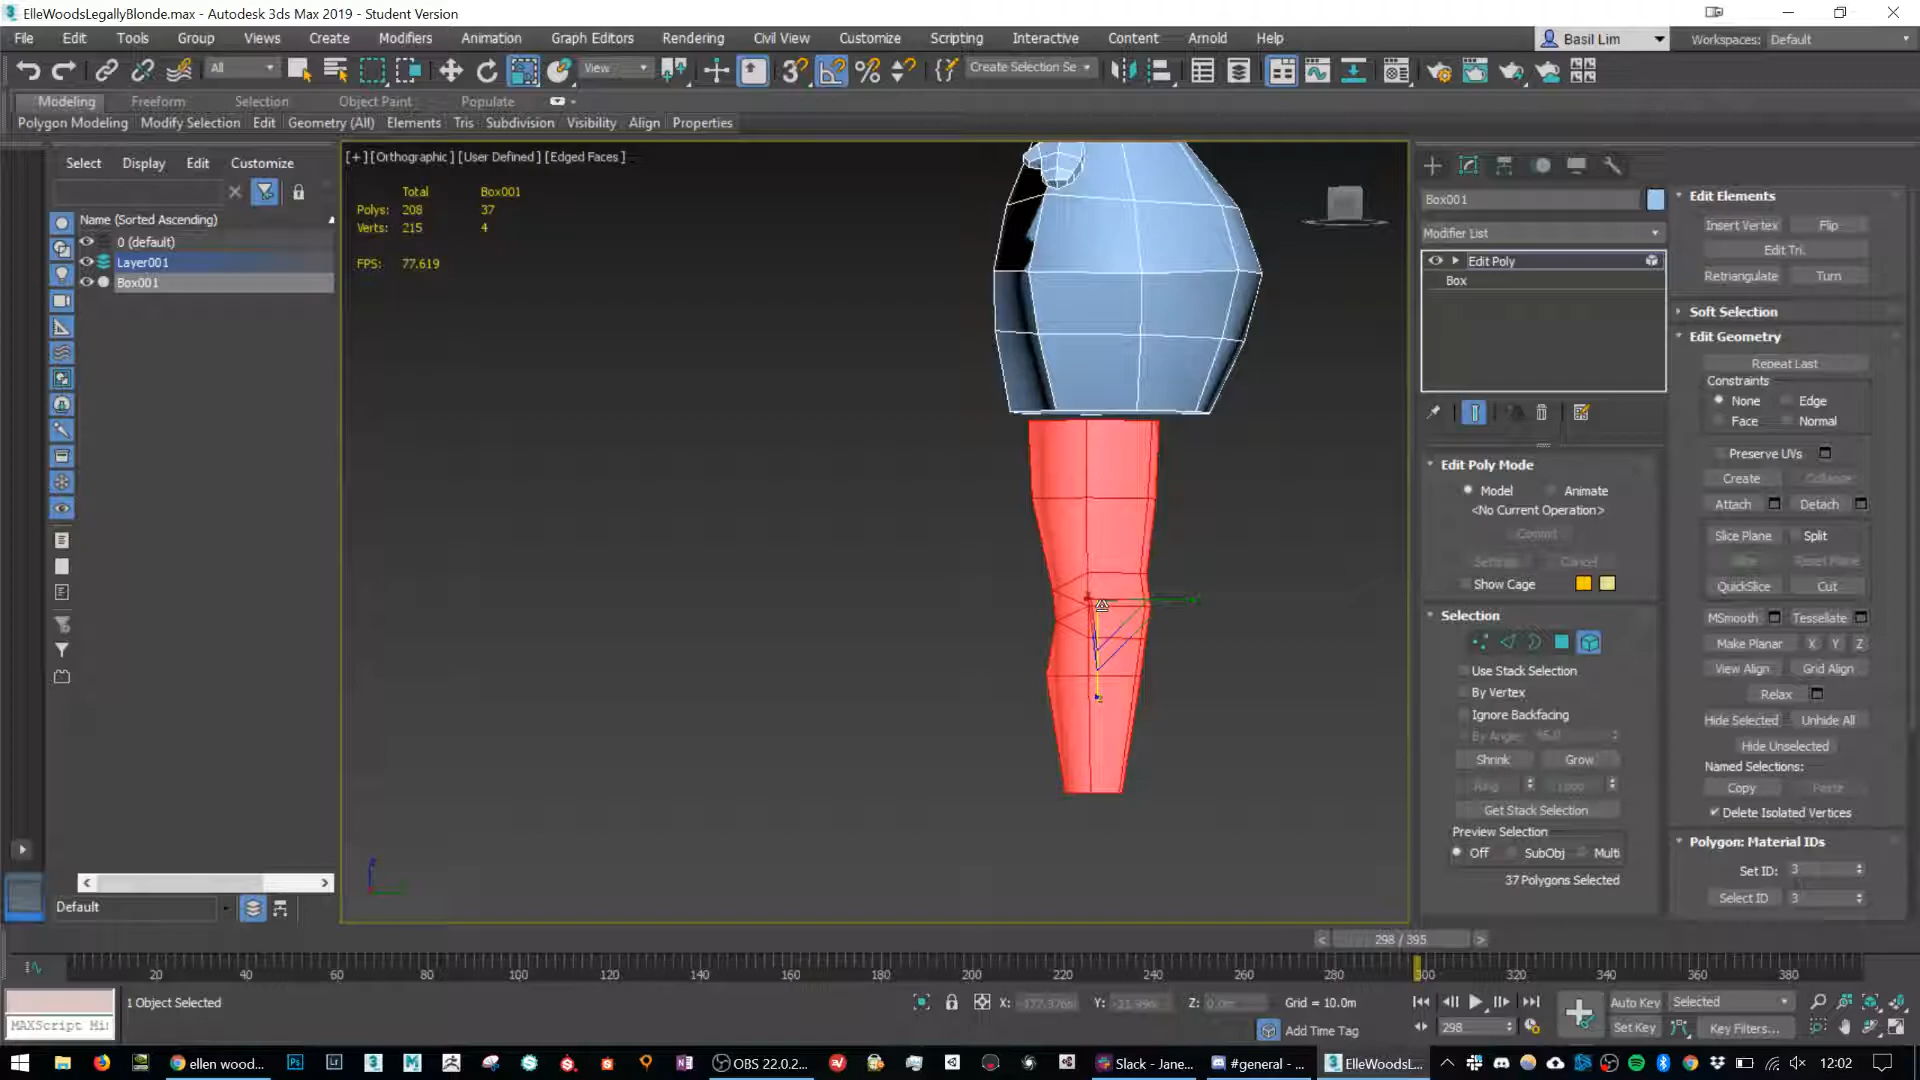 ElleWoodsLegallyBlonde.max - Autodesk 3ds Max 2019 - Student Version
File Edit Tools Group Views Create Modifiers Animation Graph Editors Rendering Civil View Customize Scripting Interactive Content Arnold Help
Basil Lim Workspaces: Default
All View Create Selection Se
Modeling Freeform Selection Object Paint Populate
Polygon Modeling Modify Selection Edit Geometry (All) Elements Tris Subdivision Visibility Align Properties
Select Display Edit Customize
[+] [Orthographic] [User Defined] [Edged Faces]
Name (Sorted Ascending)
0 (default)
Layer001
Box001
Total Box001
Polys: 208 37
Verts: 215 4
FPS: 77.619
Box001
Modifier List
Edit Poly
Box
Edit Poly Mode
Model Animate
<No Current Operation>
Commit
Settings Cancel
Show Cage
Selection
Use Stack Selection
By Vertex
Ignore Backfacing
By Angle:
Shrink Grow
Ring Loop
Get Stack Selection
Preview Selection
Off SubObj Multi
37 Polygons Selected
Edit Elements
Insert Vertex Flip
Edit Tri.
Retriangulate Turn
Soft Selection
Edit Geometry
Repeat Last
Constraints
None Edge
Face Normal
Preserve UVs
Create Collapse
Attach Detach
Slice Plane Split
Slice Reset Plane
QuickSlice Cut
MSmooth Tessellate
Make Planar X Y Z
View Align Grid Align
Relax
Hide Selected Unhide All
Hide Unselected
Named Selections:
Copy Paste
Delete Isolated Vertices
Polygon: Material IDs
Set ID: 3
Select ID 3
Default
298 / 395
20 40 60 80 100 120 140 160 180 200 220 240 260 280 300 320 340 360 380
1 Object Selected
X: Y: Z: 0.0m Grid = 10.0m
Auto Key Selected
MAXScript Mi
Add Time Tag
298
Set Key Key Filters...
ellen wood...
OBS 22.0.2...
Slack - Jane...
#general - ...
ElleWoodsL...
12:02